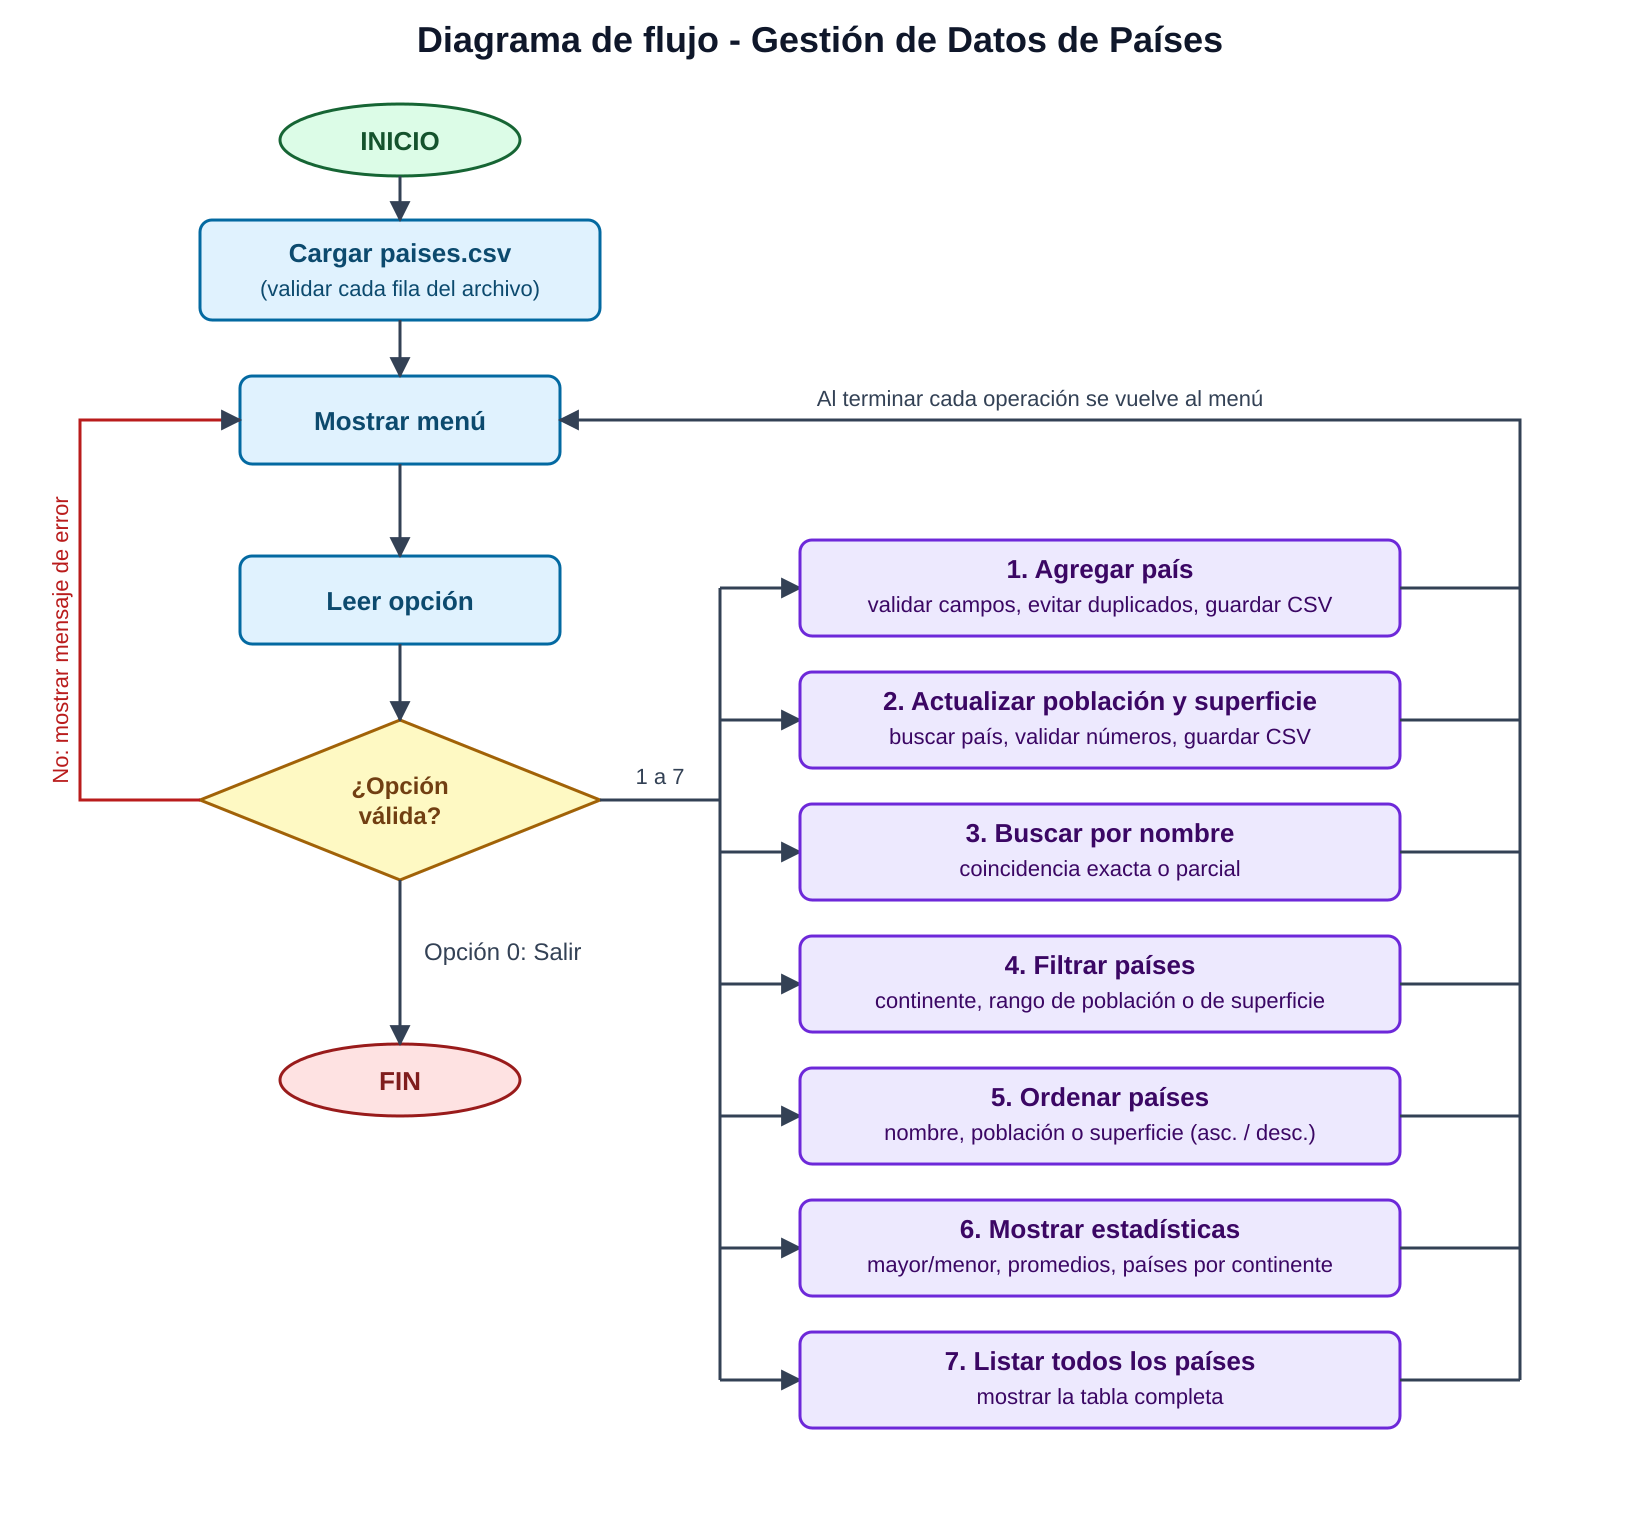 Diagrama de flujo - Gestión de Datos de Países
INICIO
Cargar paises.csv
(validar cada fila del archivo)
Mostrar menú
Al terminar cada operación se vuelve al menú
Leer opción
No: mostrar mensaje de error
¿Opción
válida?
1 a 7
Opción 0: Salir
FIN
1. Agregar país
validar campos, evitar duplicados, guardar CSV
2. Actualizar población y superficie
buscar país, validar números, guardar CSV
3. Buscar por nombre
coincidencia exacta o parcial
4. Filtrar países
continente, rango de población o de superficie
5. Ordenar países
nombre, población o superficie (asc. / desc.)
6. Mostrar estadísticas
mayor/menor, promedios, países por continente
7. Listar todos los países
mostrar la tabla completa